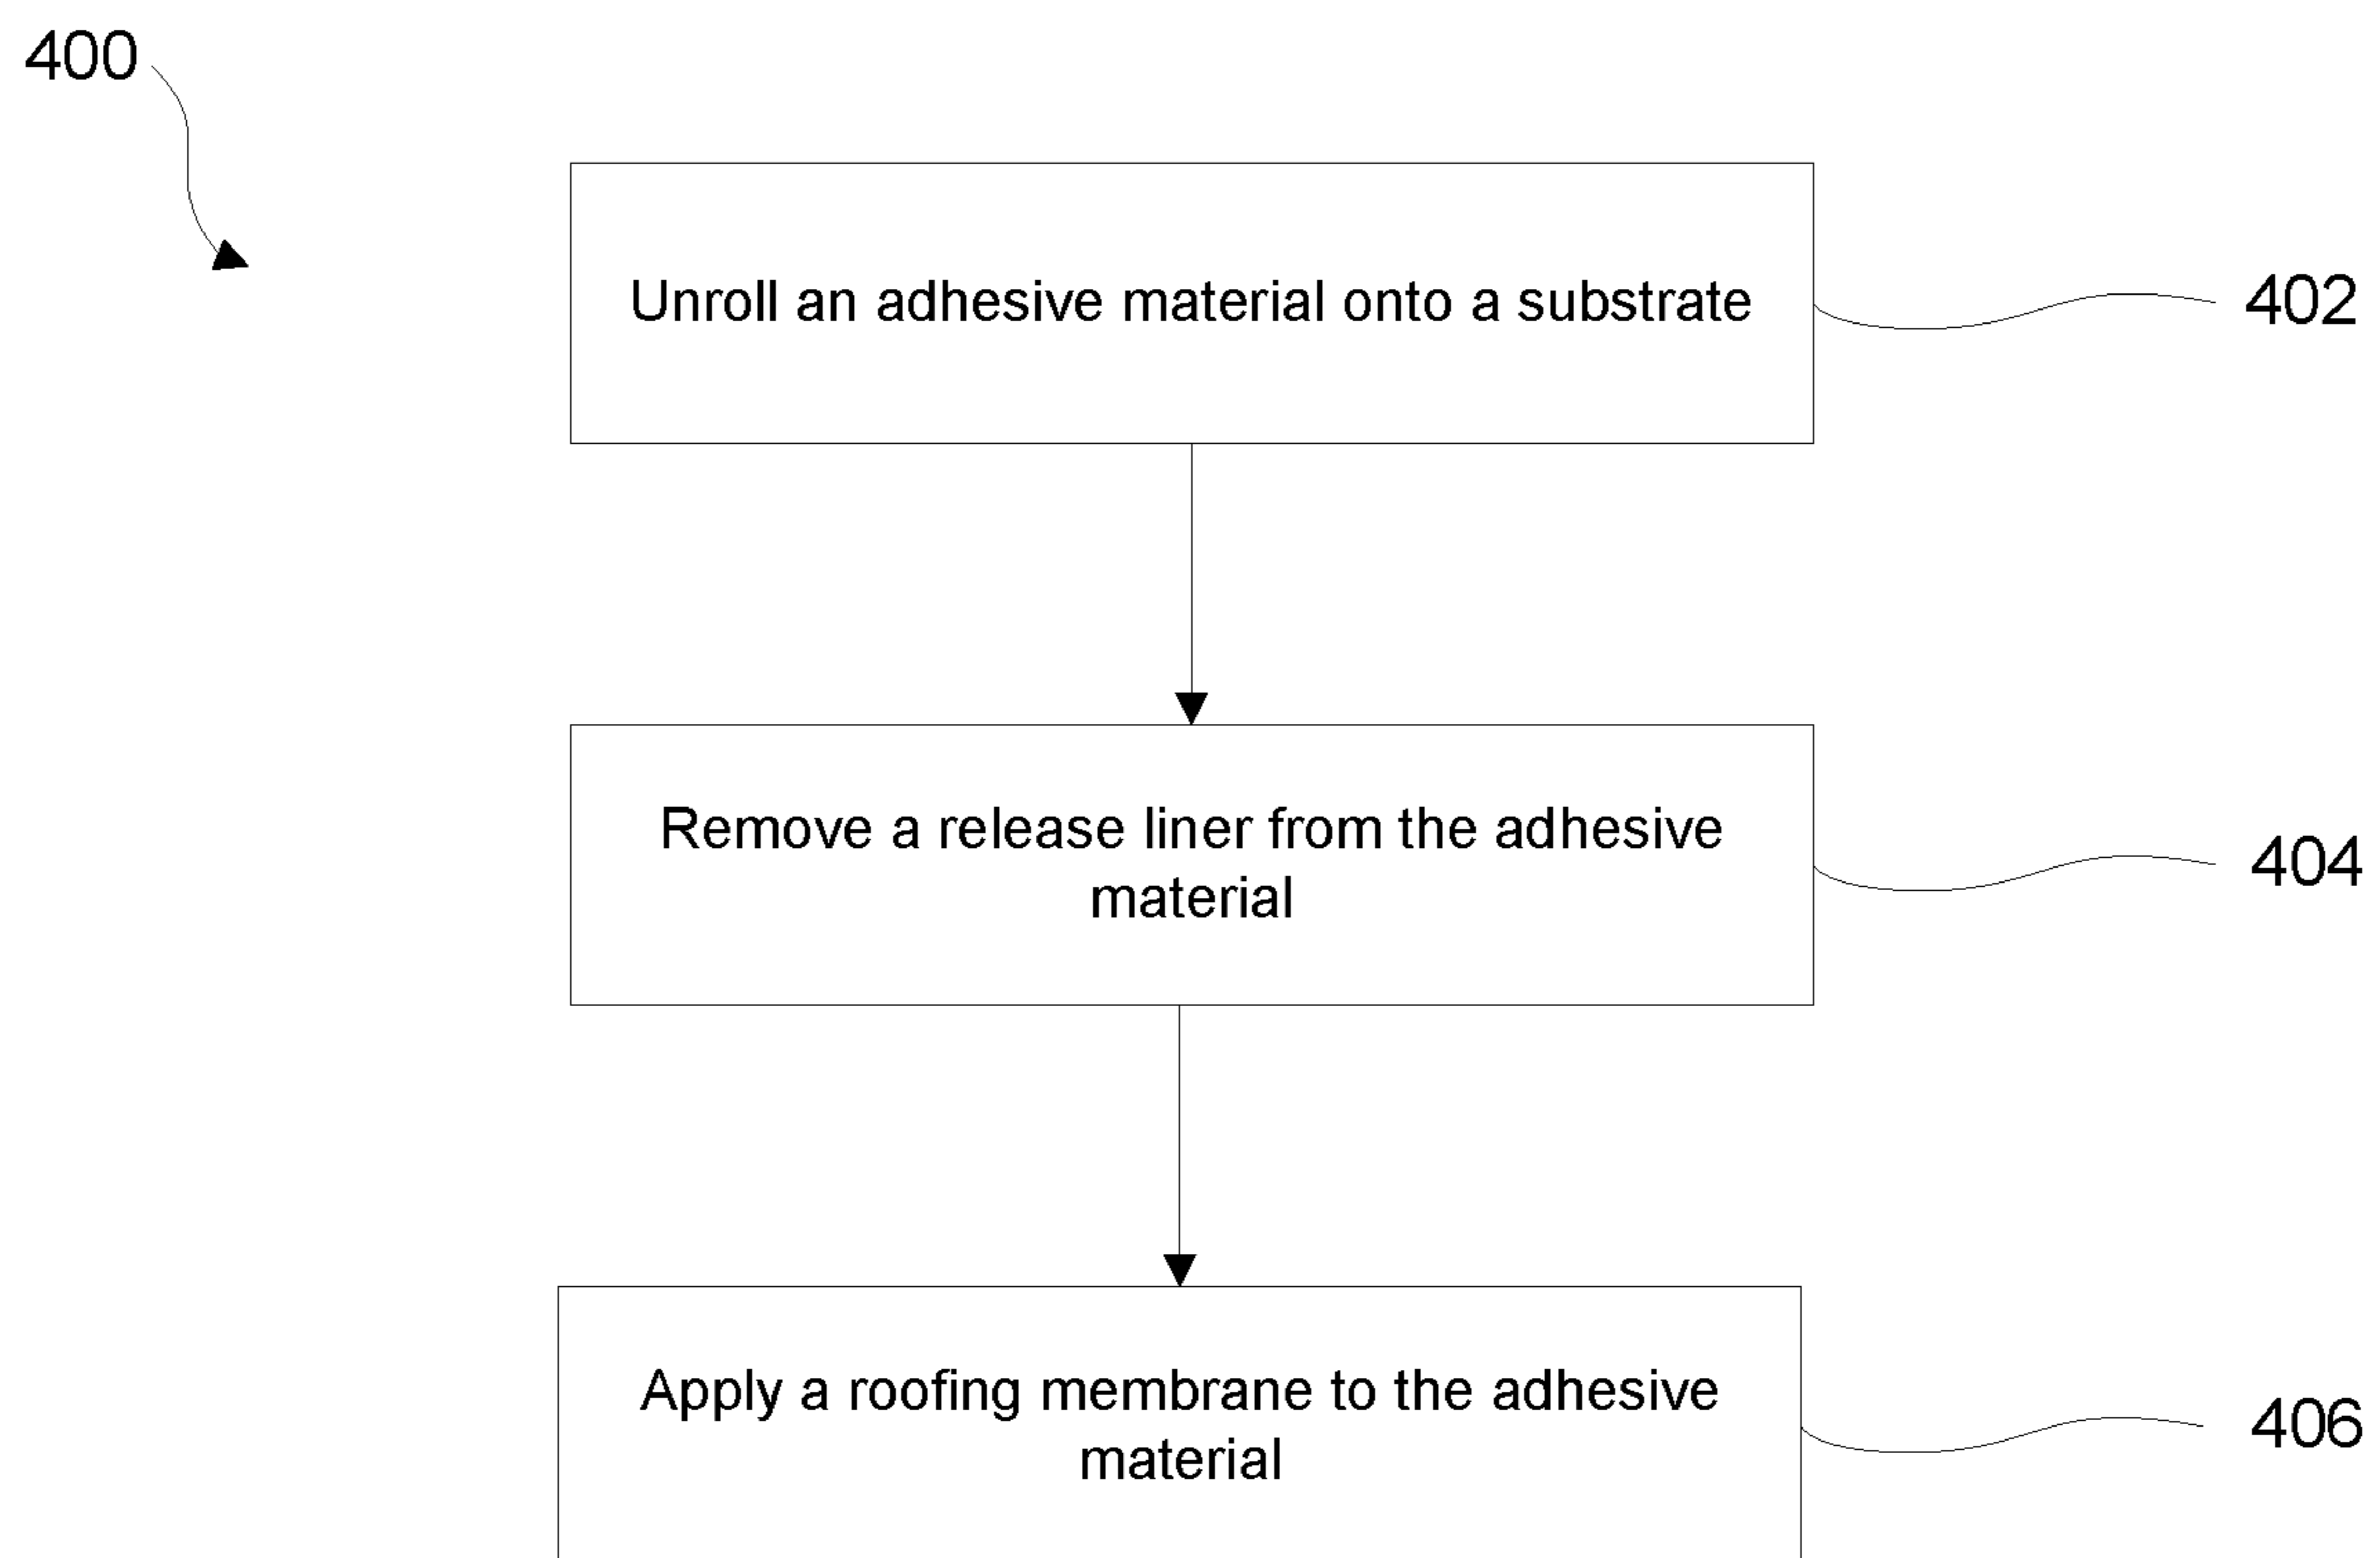 400
Unroll an adhesive material onto a substrate
402
Remove a release liner from the adhesive
material
404
Apply a roofing membrane to the adhesive
material
406